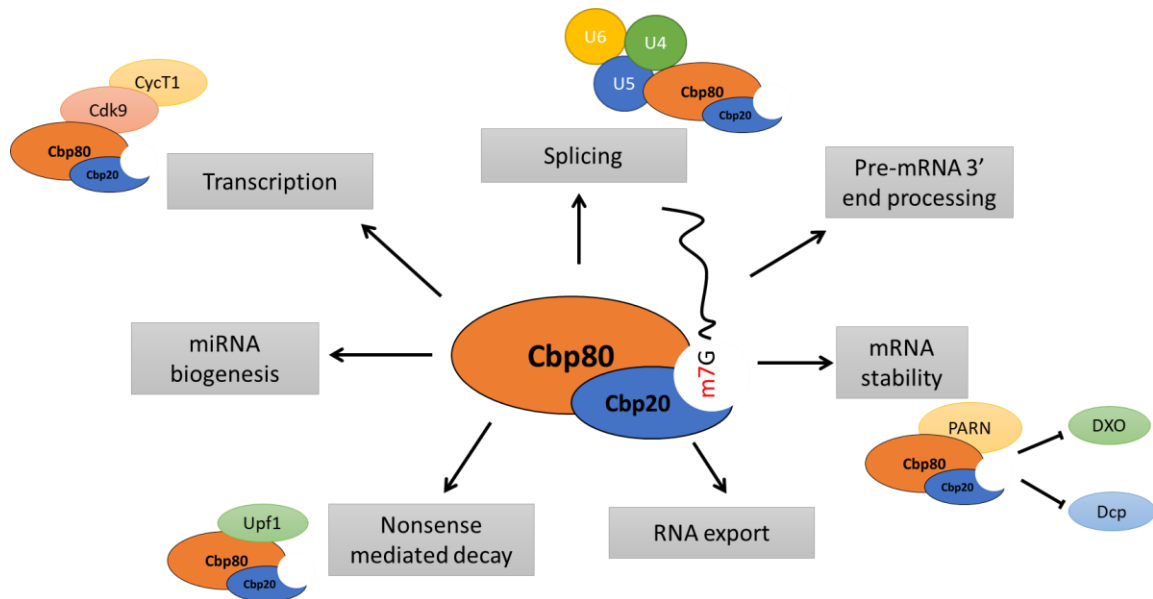 U6
U4
U5
Cbp80
Cbp20
CycT1
Cdk9
Cbp80
Cbp20
Transcription
Splicing
Pre-mRNA 3’
end processing
miRNA
biogenesis
Cbp80
Cbp20
m7G
mRNA
stability
PARN
Cbp80
Cbp20
DXO
Dcp
Upf1
Cbp80
Cbp20
Nonsense
mediated decay
RNA export